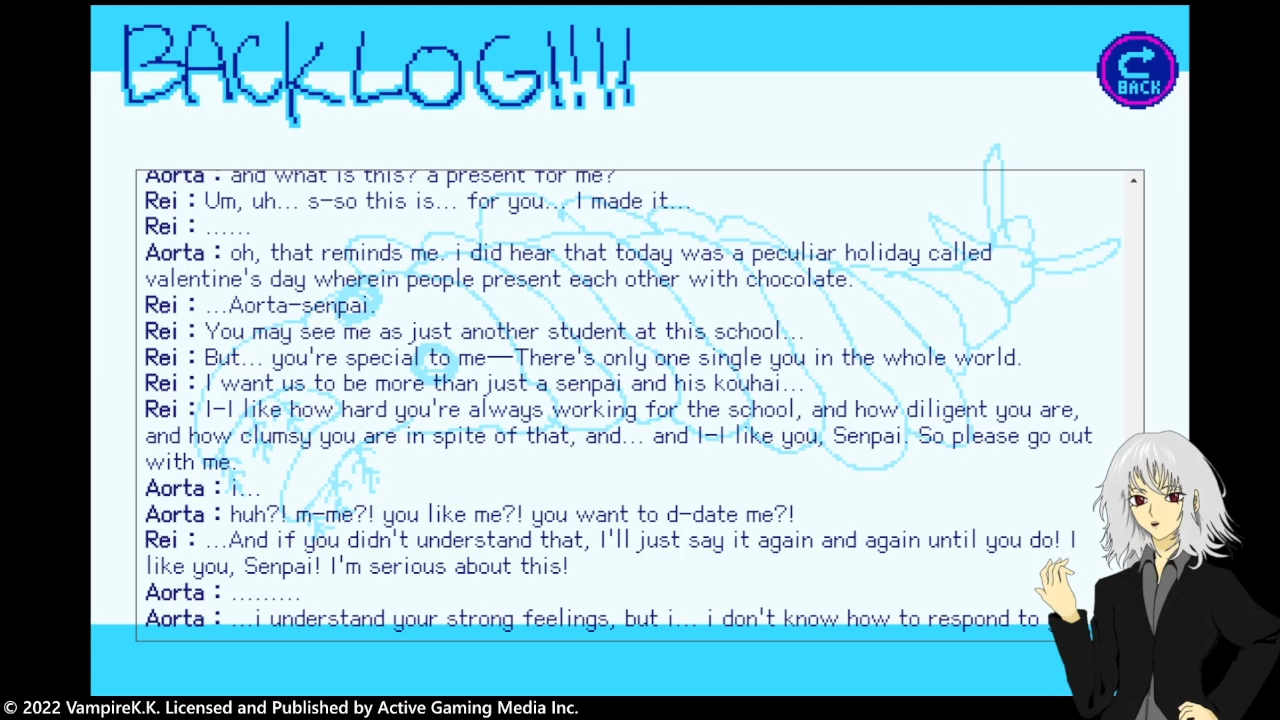 BACKLOG!!!!
BACK
Aorta : and what is this? a present for me?
Rei : Um, uh... s-so this is... for you... I made it...
Rei : ......
Aorta : oh, that reminds me. i did hear that today was a peculiar holiday called
valentine's day wherein people present each other with chocolate.
Rei : ...Aorta-senpai.
Rei : You may see me as just another student at this school...
Rei : But... you're special to me—There's only one single you in the whole world.
Rei : I want us to be more than just a senpai and his kouhai...
Rei : I-I like how hard you're always working for the school, and how diligent you are,
and how clumsy you are in spite of that, and... and I-I like you, Senpai. So please go out
with me.
Aorta : i...
Aorta : huh?! m-me?! you like me?! you want to d-date me?!
Rei : ...And if you didn't understand that, I'll just say it again and again until you do! I
like you, Senpai! I'm serious about this!
Aorta : .........
Aorta : ...i understand your strong feelings, but i... i don't know how to respond to
© 2022 VampireK.K. Licensed and Published by Active Gaming Media Inc.